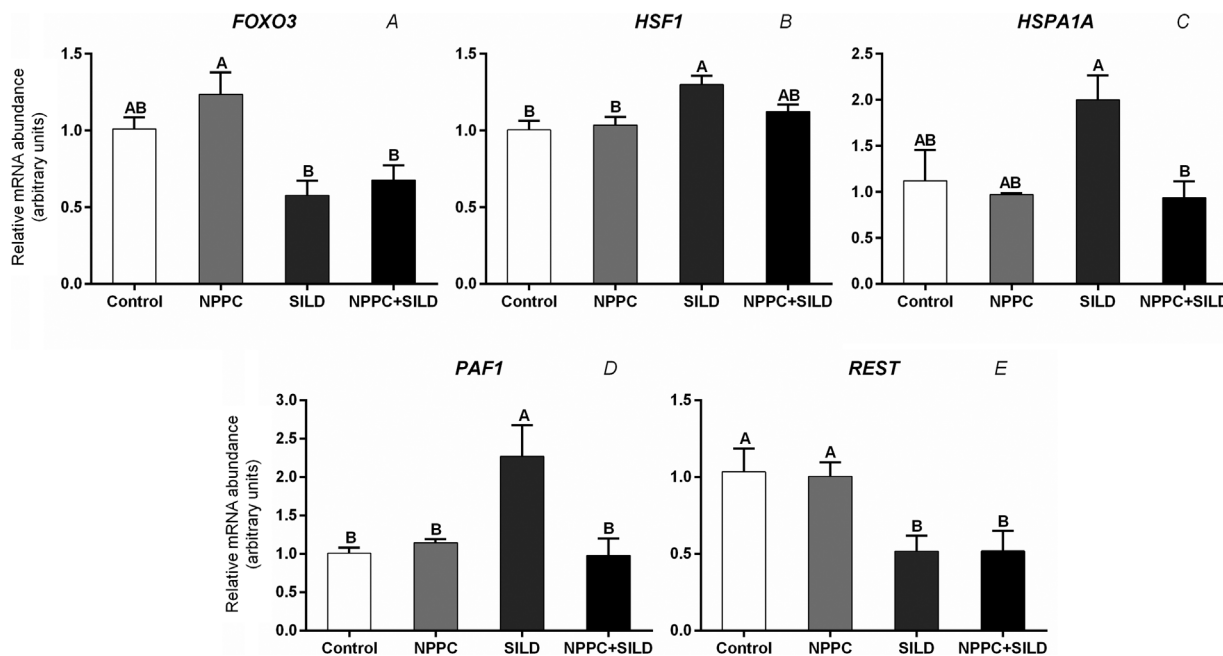 FOXO3 A
Relative mRNA abundance
(arbitrary units)
1.5
1.0
0.5
0.0
AB
A
B
B
Control NPPC SILD NPPC+SILD
HSF1 B
1.5
1.0
0.5
0.0
B
B
A
AB
Control NPPC SILD NPPC+SILD
HSPA1A C
2.5
2.0
1.5
1.0
0.5
0.0
AB
AB
A
B
Control NPPC SILD NPPC+SILD
PAF1 D
Relative mRNA abundance
(arbitrary units)
3.0
2.5
2.0
1.5
1.0
0.5
0.0
B
B
A
B
Control NPPC SILD NPPC+SILD
REST E
1.5
1.0
0.5
0.0
A
A
B
B
Control NPPC SILD NPPC+SILD